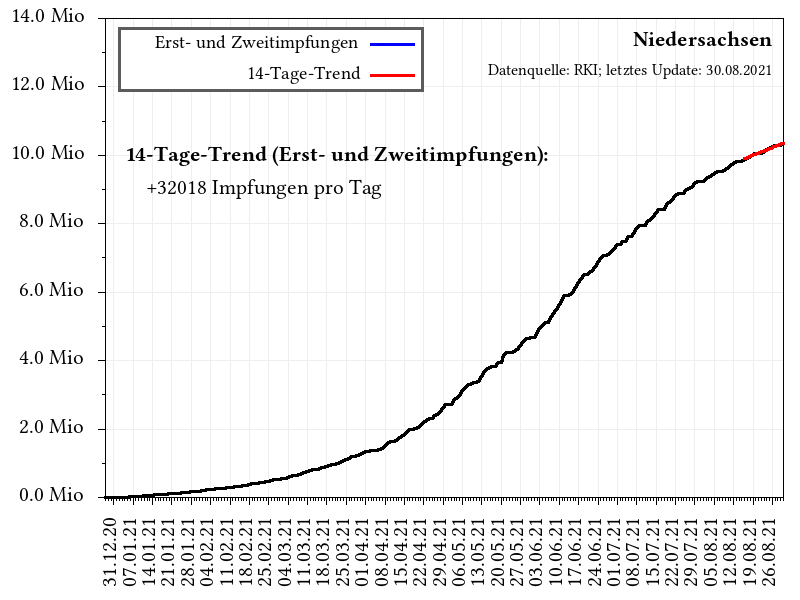 14.0 Mio
12.0 Mio
10.0 Mio
8.0 Mio
6.0 Mio
4.0 Mio
2.0 Mio
0.0 Mio
Erst- und Zweitimpfungen
14-Tage-Trend
Niedersachsen
Datenquelle: RKI; letztes Update: 30.08.2021
14-Tage-Trend (Erst- und Zweitimpfungen):
+32018 Impfungen pro Tag
31.12.20
07.01.21
14.01.21
21.01.21
28.01.21
04.02.21
11.02.21
18.02.21
25.02.21
04.03.21
11.03.21
18.03.21
25.03.21
01.04.21
08.04.21
15.04.21
22.04.21
29.04.21
06.05.21
13.05.21
20.05.21
27.05.21
03.06.21
10.06.21
17.06.21
24.06.21
01.07.21
08.07.21
15.07.21
22.07.21
29.07.21
05.08.21
12.08.21
19.08.21
26.08.21